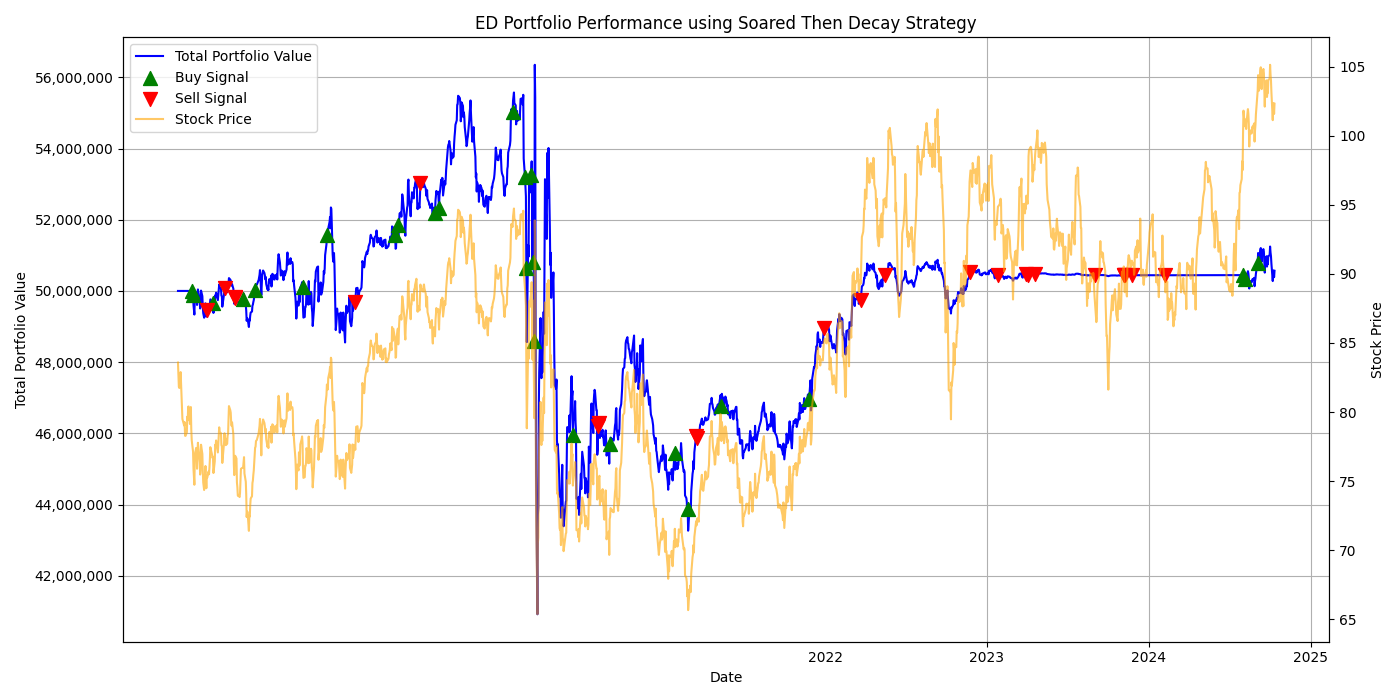 ED Portfolio Performance using Soared Then Decay Strategy
Total Portfolio Value
Buy Signal
Sell Signal
Stock Price
56,000,000
54,000,000
52,000,000
50,000,000
48,000,000
46,000,000
44,000,000
42,000,000
Total Portfolio Value
105
100
95
90
85
80
75
70
65
Stock Price
2022
2023
2024
2025
Date